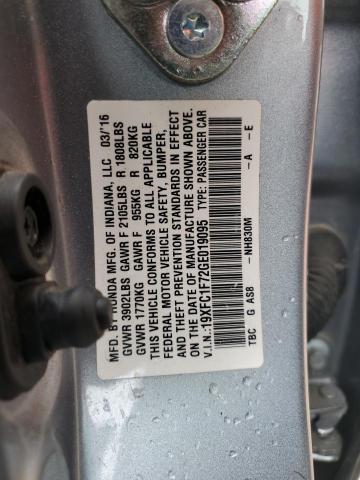 MFD. BY HONDA MFG. OF INDIANA, LLC 03/'16
GVWR 3902LBS GAWR F 2105LBS R 1808LBS
GVWR 1770KG GAWR F 955KG R 820KG
THIS VEHICLE CONFORMS TO ALL APPLICABLE
FEDERAL MOTOR VEHICLE SAFETY, BUMPER,
AND THEFT PREVENTION STANDARDS IN EFFECT
ON THE DATE OF MANUFACTURE SHOWN ABOVE.
V.I.N.:19XFC1F72GE019095 TYPE: PASSENGER CAR
TBC G AS8 -NH830M -A -E